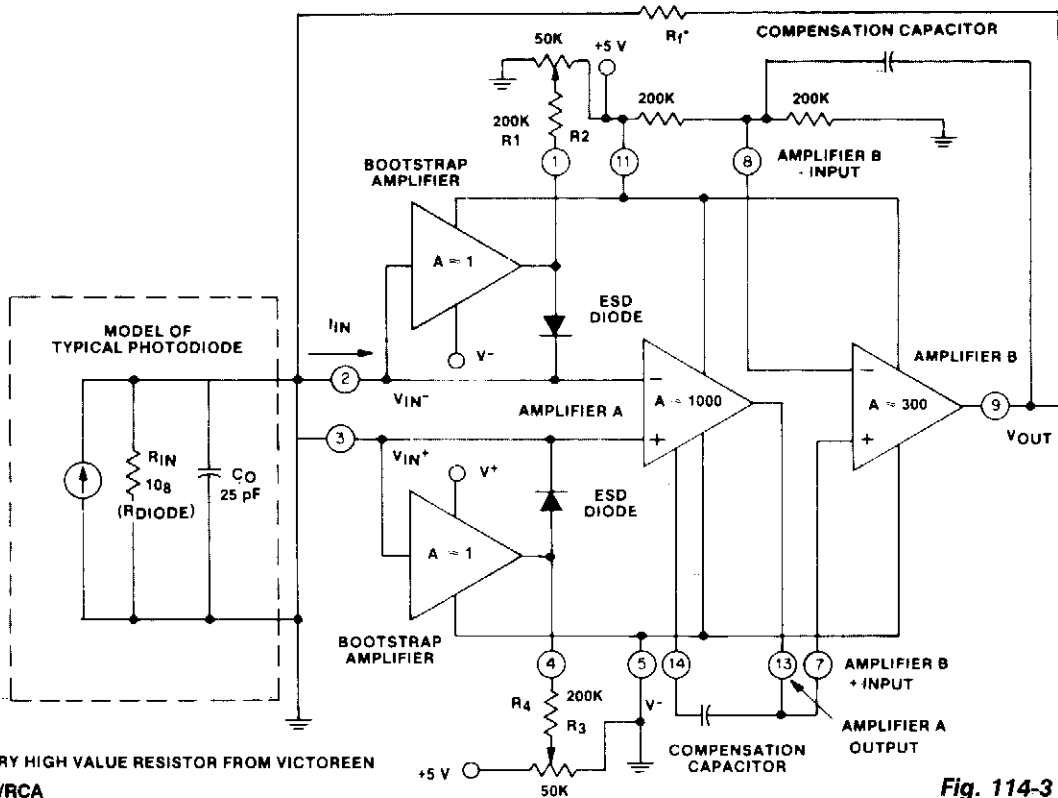 Rf*
COMPENSATION CAPACITOR
50K
+5 V
200K
R1
R2
200K
200K
1
11
8
AMPLIFIER B
- INPUT
BOOTSTRAP
AMPLIFIER
A = 1
ESD
DIODE
V-
MODEL OF
TYPICAL PHOTODIODE
IIN
2
VIN-
AMPLIFIER A
-
+
A = 1000
AMPLIFIER B
-
+
A = 300
9
VOUT
3
VIN+
RIN
108
(RDIODE)
CO
25 pF
V+
A = 1
ESD
DIODE
BOOTSTRAP
AMPLIFIER
4
5
14
13
7
AMPLIFIER B
+ INPUT
V-
R4
200K
R3
COMPENSATION
CAPACITOR
AMPLIFIER A
OUTPUT
+5 V
50K
RY HIGH VALUE RESISTOR FROM VICTOREEN
/RCA
Fig. 114-3